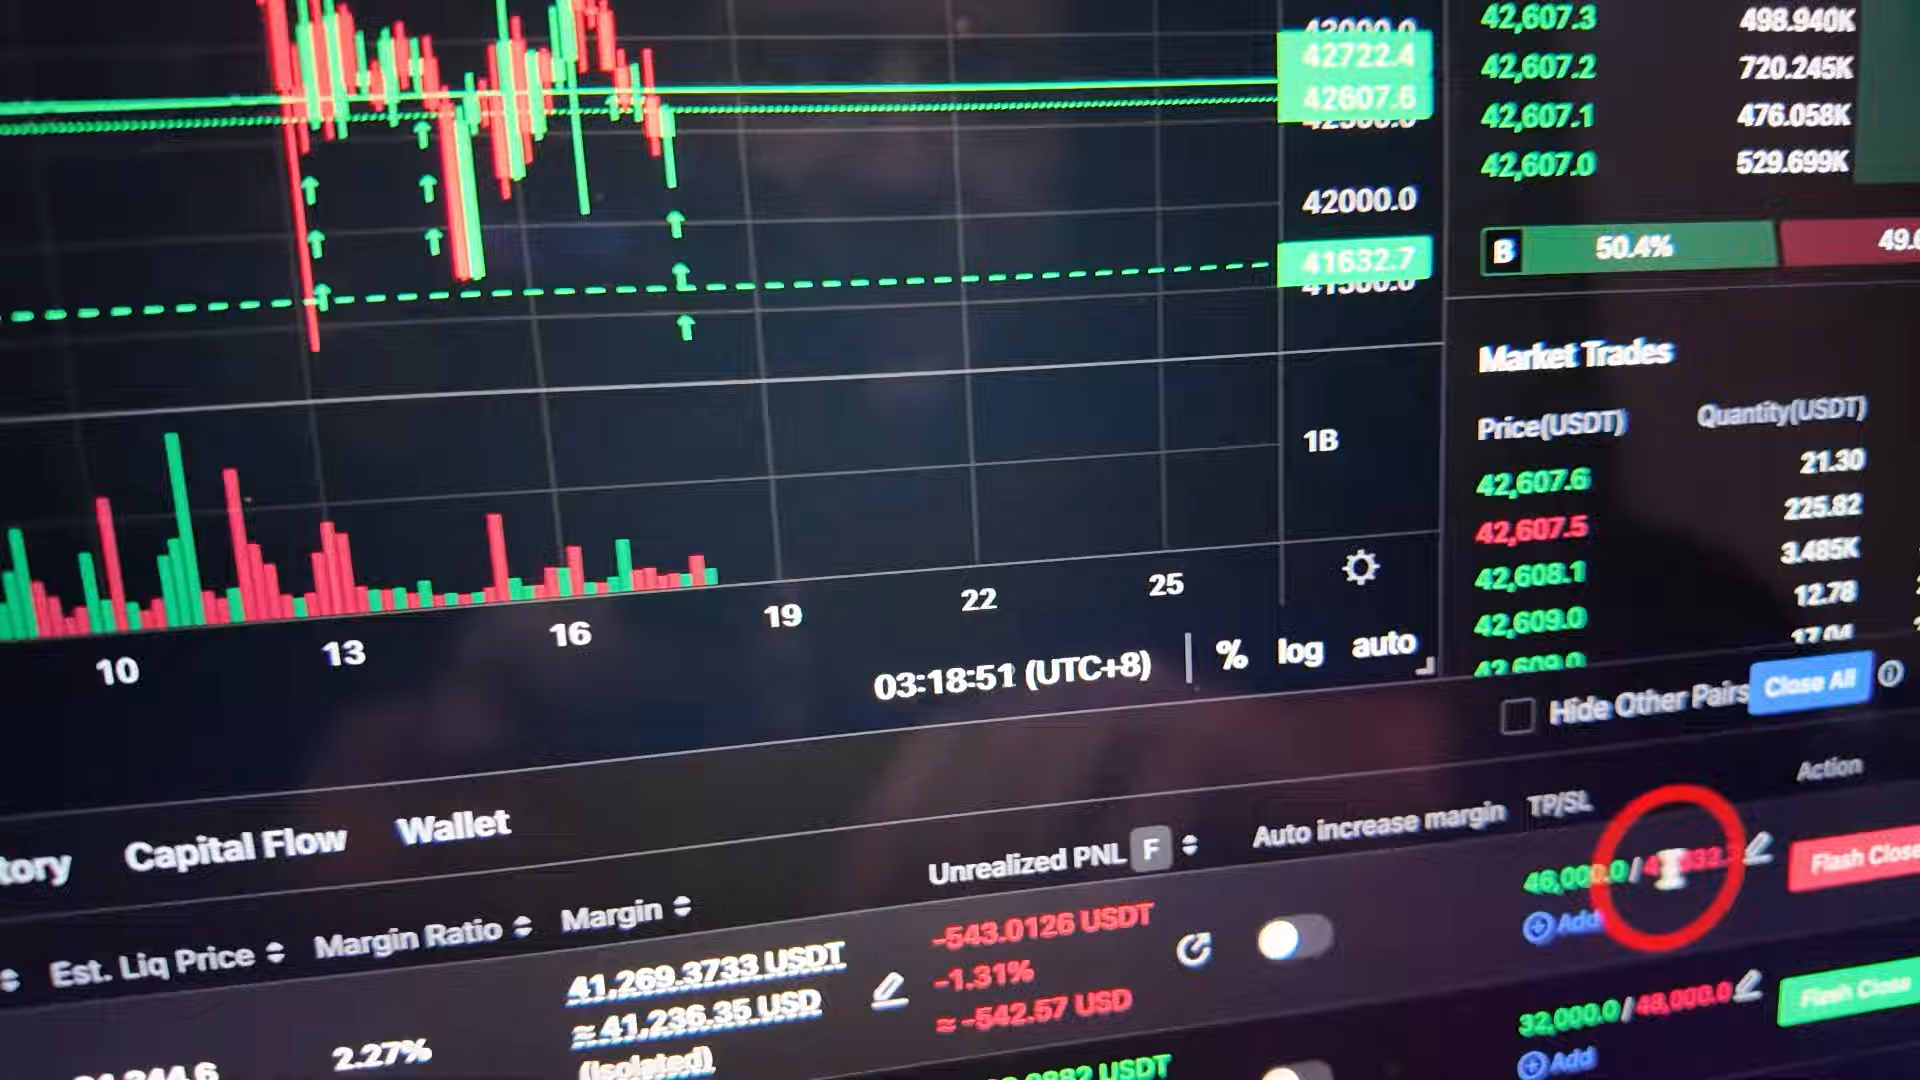 42722.4
42607.6
42000.0
41632.7
1B
10
13
16
19
22
25
03:18:51 (UTC+8)
%
log
auto
42,607.3 498.940K
42,607.2 720.245K
42,607.1 476.058K
42,607.0 529.699K
B 50.4%
Market Trades
Price(USDT) Quantity(USDT)
42,607.6 21.30
42,607.5 225.82
42,608.1 3.485K
42,609.0 12.78
42,609.0 17.04
Hide Other Pairs Close All
Capital Flow Wallet
Est. Liq Price Margin Ratio Margin Unrealized PNL F Auto increase margin TP/SL Action
2.27%
41,269.3733 USDT
≈ 41,236.35 USD
(Isolated)
-543.0126 USDT
-1.31%
≈ -542.57 USD
46,000.0/
Add
Flash Close
32,000.0/48,000.0
Add
Flash Close
USDT